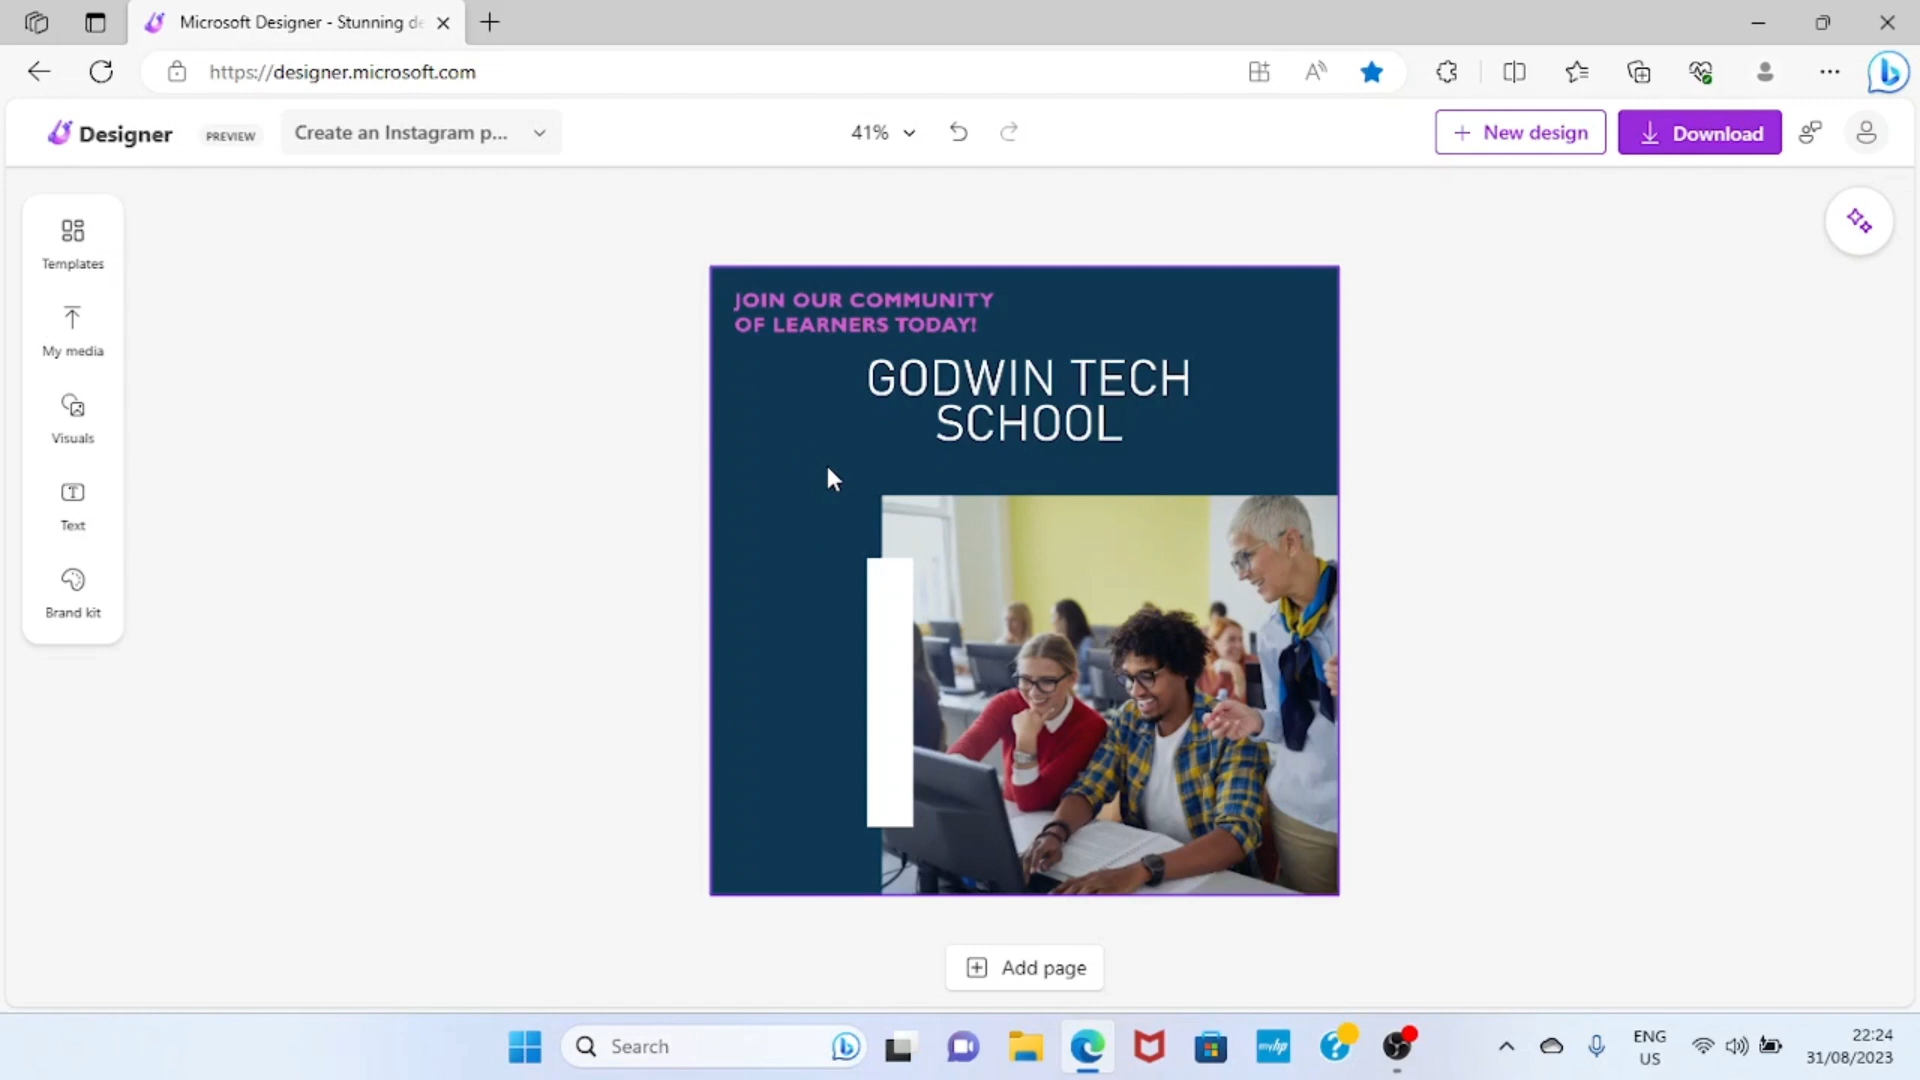 Microsoft Designer - Stunning de
https://designer.microsoft.com
Designer
PREVIEW
Create an Instagram p...
41%
New design
Download
Templates
My media
Visuals
Text
Brand kit
JOIN OUR COMMUNITY
OF LEARNERS TODAY!
GODWIN TECH
SCHOOL
Add page
Search
myhp
ENG
US
22:24
31/08/2023